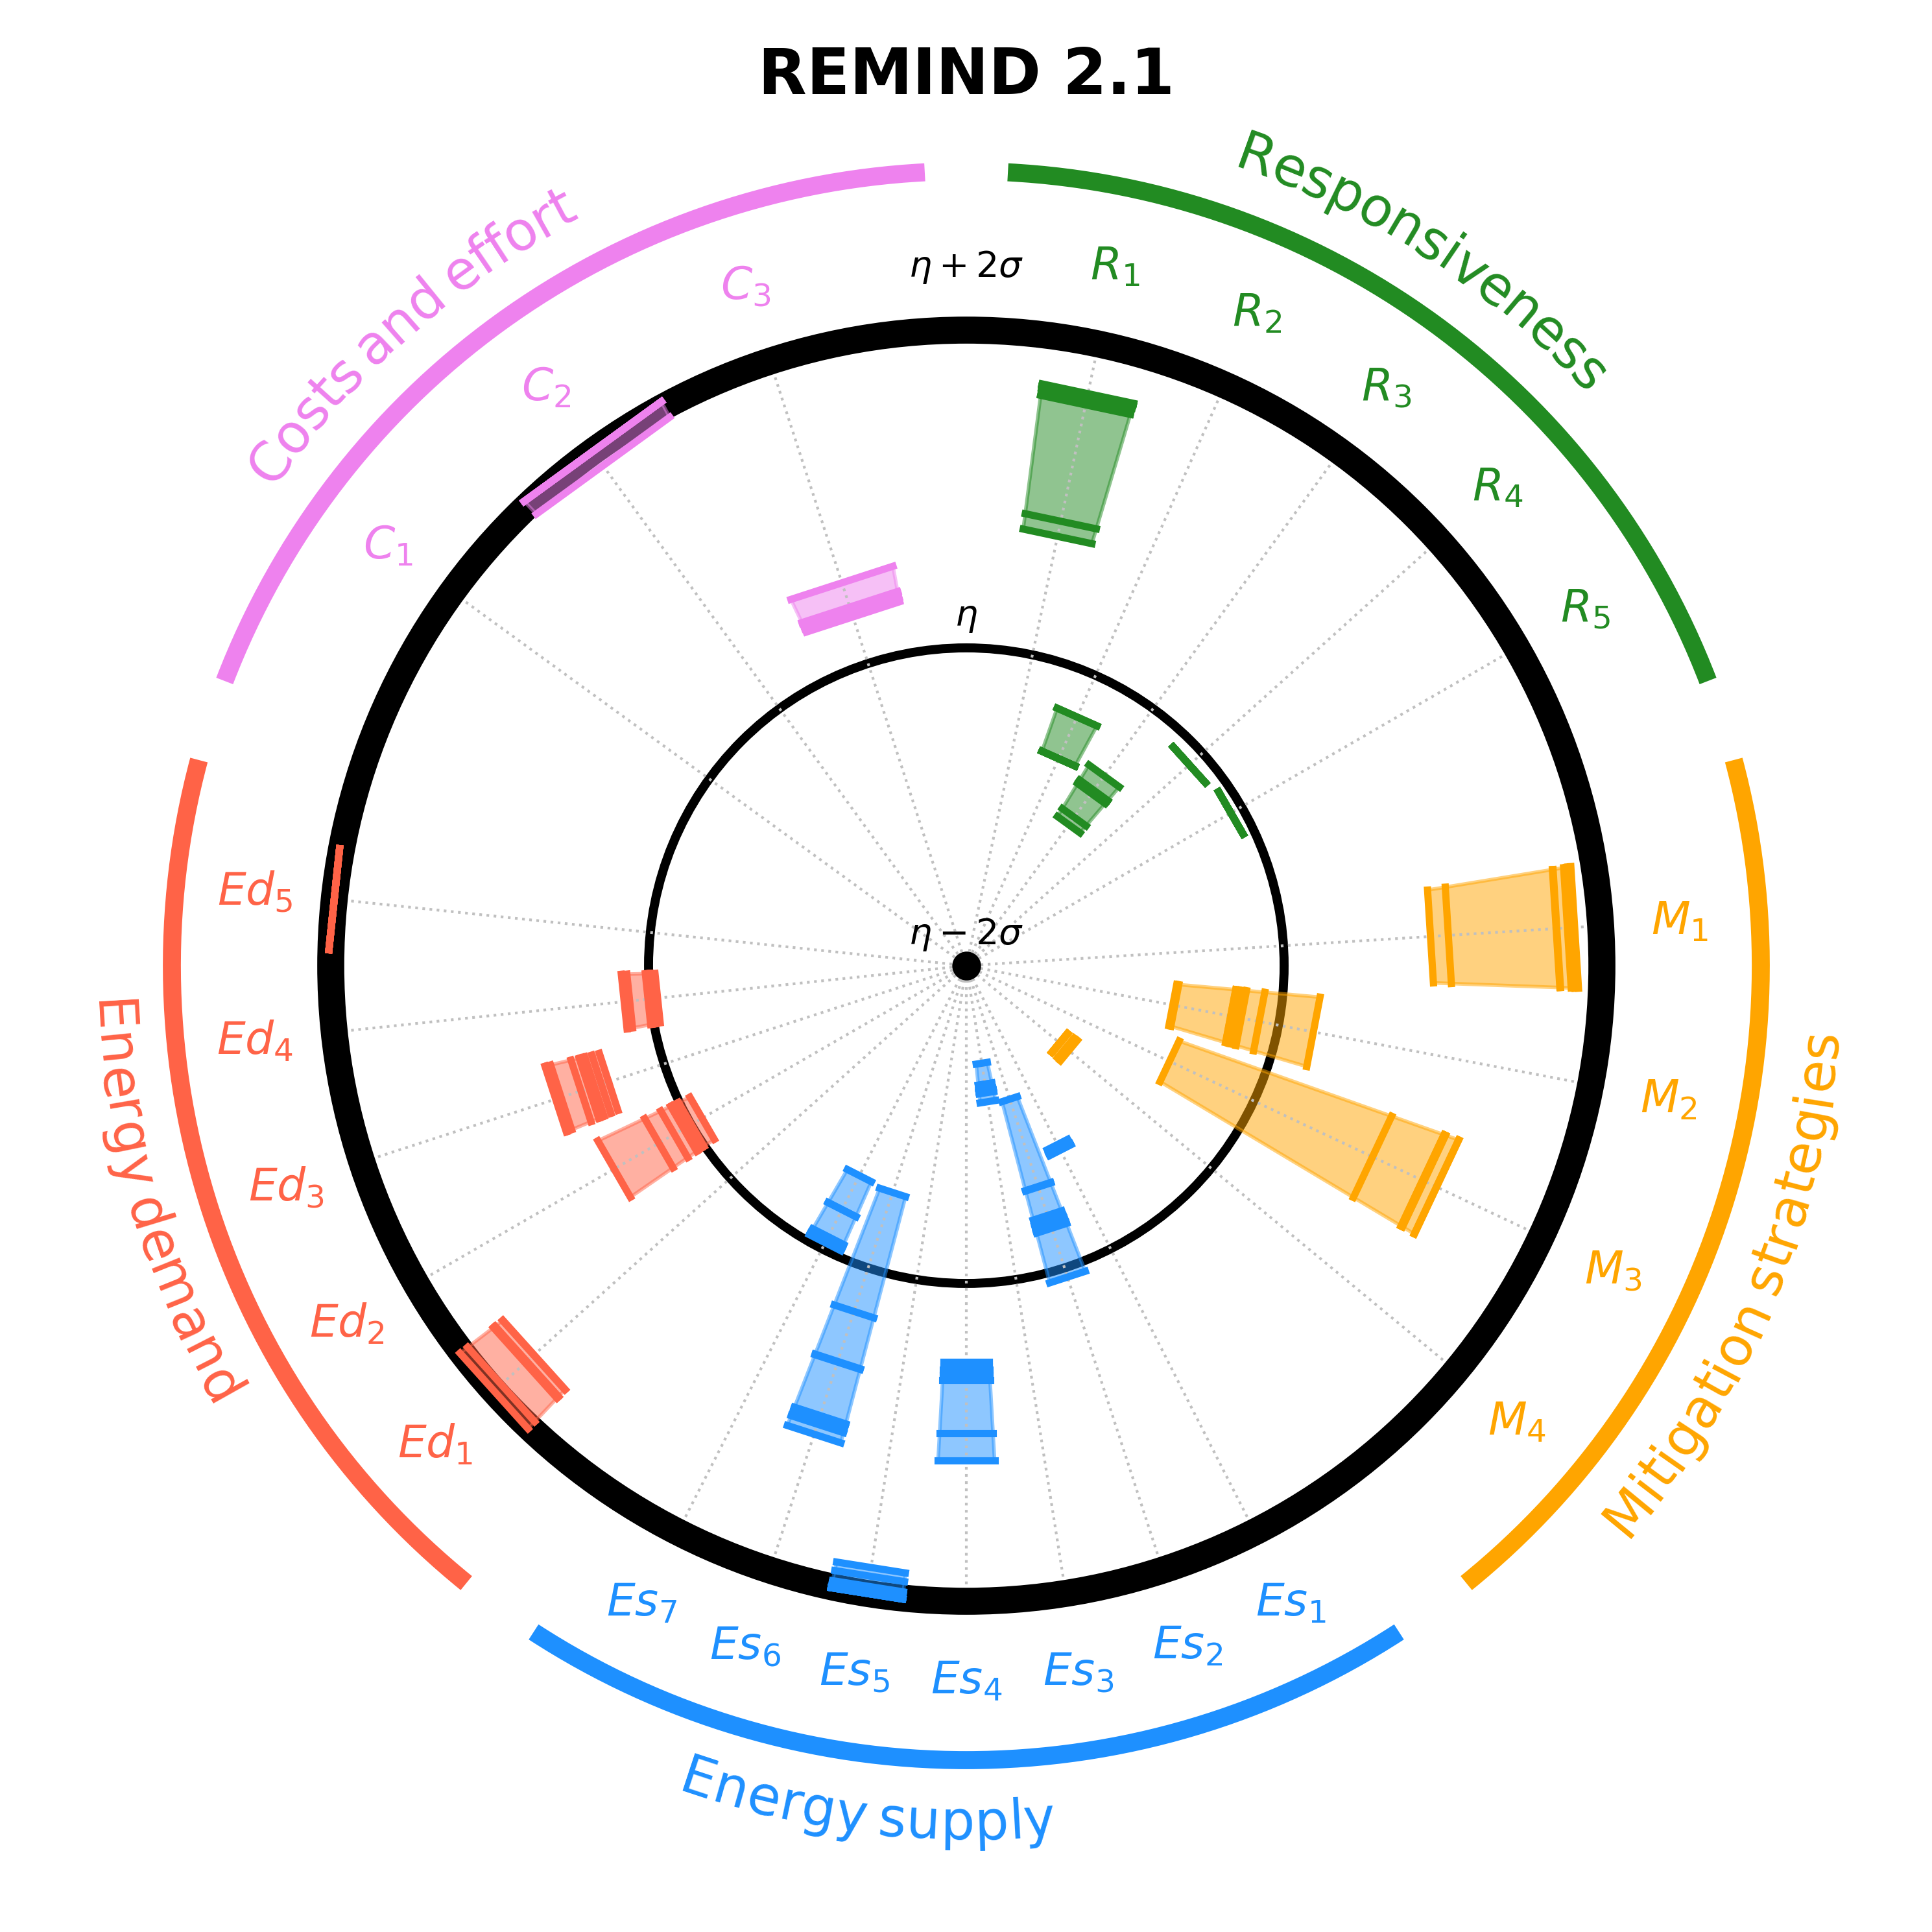 REMIND 2.1
Responsiveness
Costs and effort
η + 2σ
R1
C3
R2
C2
R3
R4
C1
R5
η
Ed5
M1
η − 2σ
Ed4
M2
Ed3
M3
Ed2
M4
Ed1
Energy demand
Mitigation strategies
Es7
Es6
Es5
Es4
Es3
Es2
Es1
Energy supply